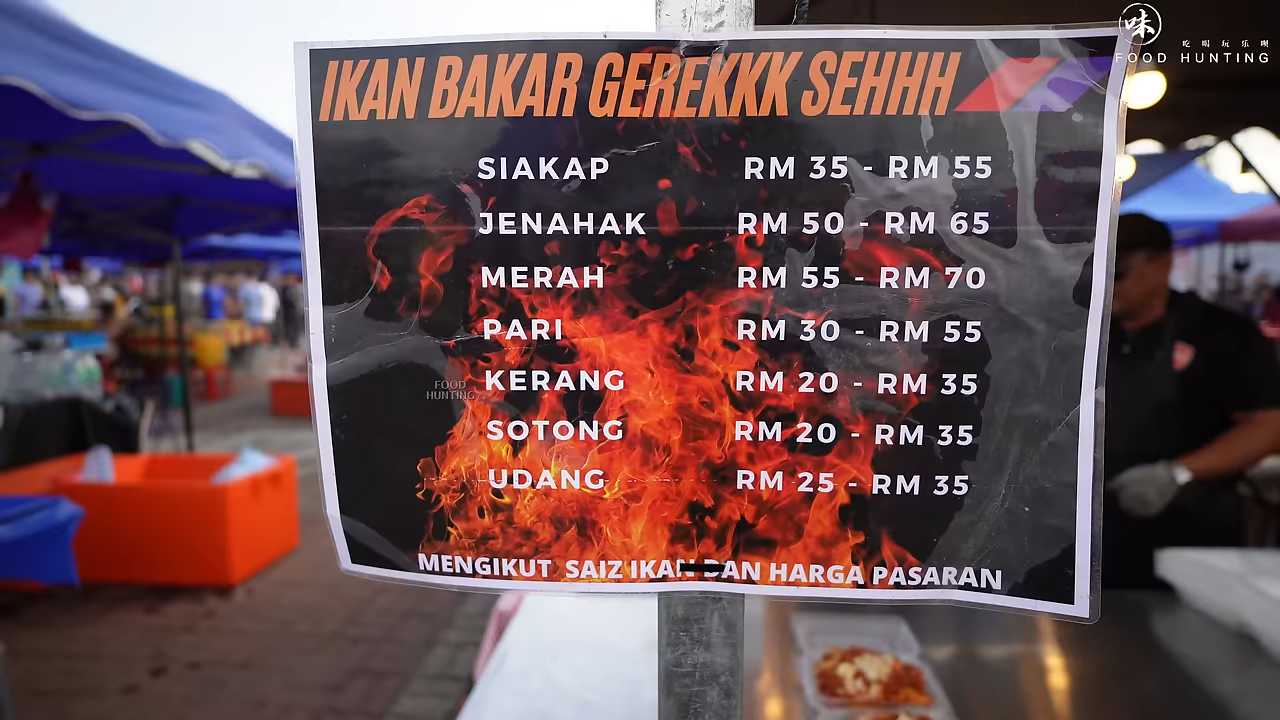 味
吃喝玩乐呗
FOOD HUNTING
IKAN BAKAR GEREKKK SEHHH
SIAKAP RM 35 - RM 55
JENAHAK RM 50 - RM 65
MERAH RM 55 - RM 70
PARI RM 30 - RM 55
KERANG RM 20 - RM 35
FOOD
HUNTING
SOTONG RM 20 - RM 35
UDANG RM 25 - RM 35
MENGIKUT SAIZ IKAN DAN HARGA PASARAN